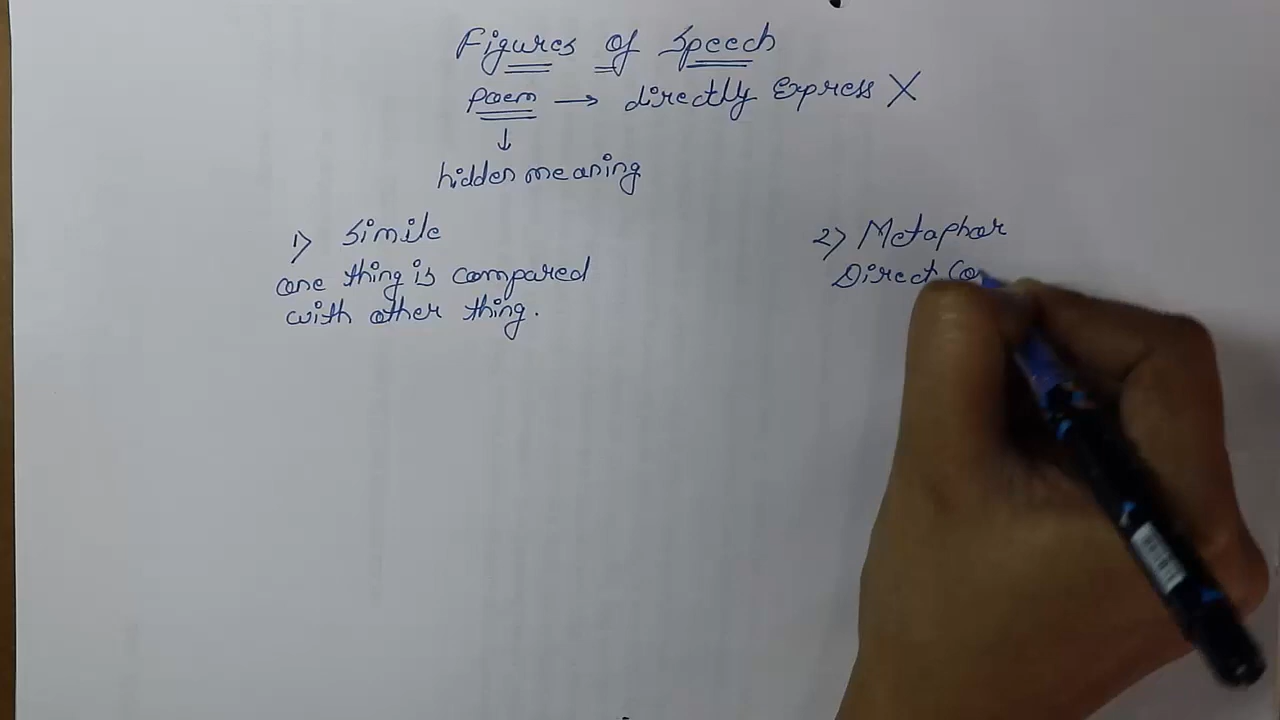 Figures of Speech
Poem → directly Express X
↓
hidden meaning
1) Simile
one thing is compared
with other thing.
2) Metaphor
Direct Co